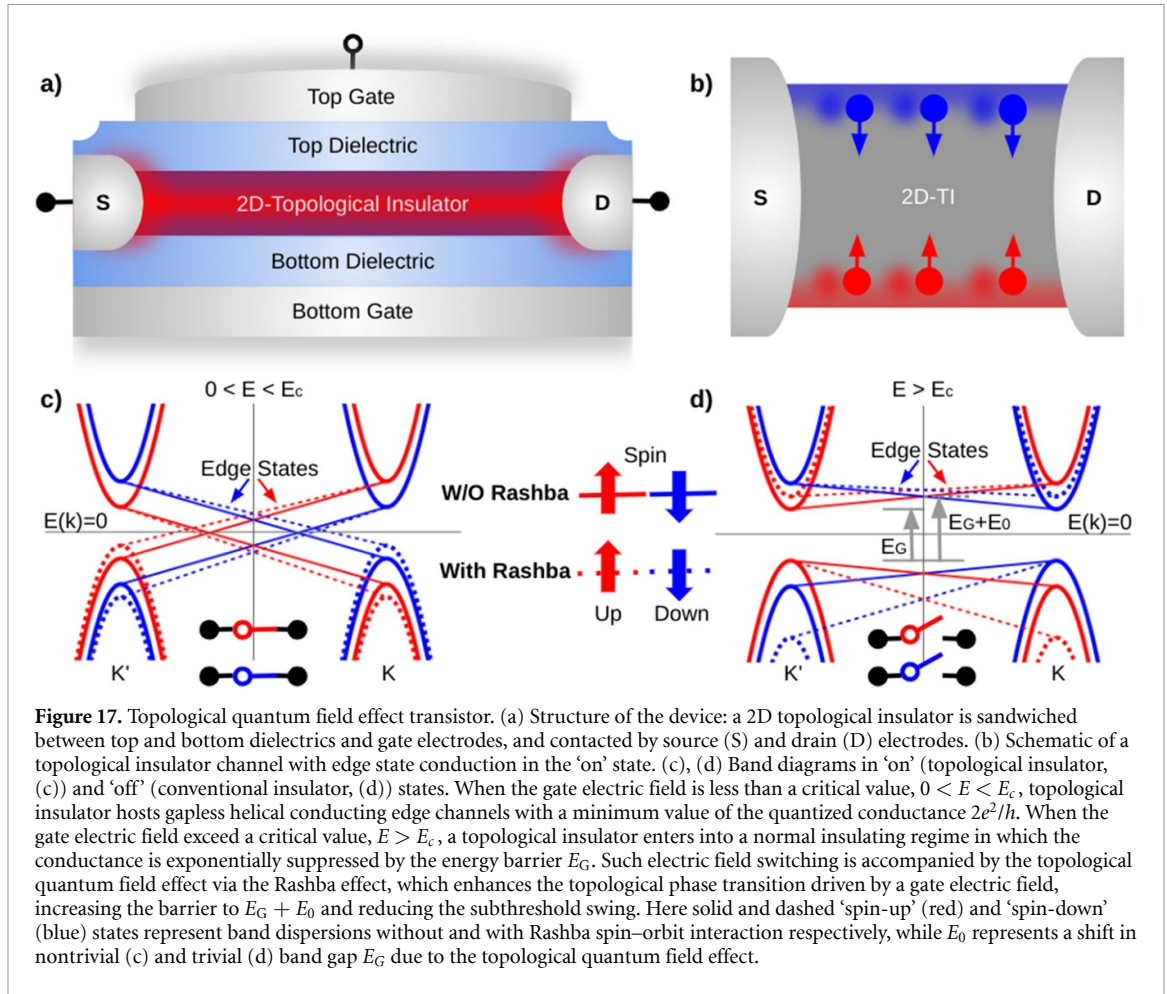 a)
Top Gate
Top Dielectric
S
2D-Topological Insulator
D
Bottom Dielectric
Bottom Gate
b)
S
2D-TI
D
c)
0 < E < Ec
Edge States
E(k)=0
K'
K
Spin
W/O Rashba
With Rashba
Up
Down
d)
E > Ec
Edge States
EG+E0
E(k)=0
EG
K'
K
Figure 17. Topological quantum field effect transistor. (a) Structure of the device: a 2D topological insulator is sandwiched
between top and bottom dielectrics and gate electrodes, and contacted by source (S) and drain (D) electrodes. (b) Schematic of a
topological insulator channel with edge state conduction in the ‘on’ state. (c), (d) Band diagrams in ‘on’ (topological insulator,
(c)) and ‘off’ (conventional insulator, (d)) states. When the gate electric field is less than a critical value, 0 < E < Ec, topological
insulator hosts gapless helical conducting edge channels with a minimum value of the quantized conductance 2e²/h. When the
gate electric field exceed a critical value, E > Ec, a topological insulator enters into a normal insulating regime in which the
conductance is exponentially suppressed by the energy barrier EG. Such electric field switching is accompanied by the topological
quantum field effect via the Rashba effect, which enhances the topological phase transition driven by a gate electric field,
increasing the barrier to EG + E0 and reducing the subthreshold swing. Here solid and dashed ‘spin-up’ (red) and ‘spin-down’
(blue) states represent band dispersions without and with Rashba spin–orbit interaction respectively, while E0 represents a shift in
nontrivial (c) and trivial (d) band gap EG due to the topological quantum field effect.